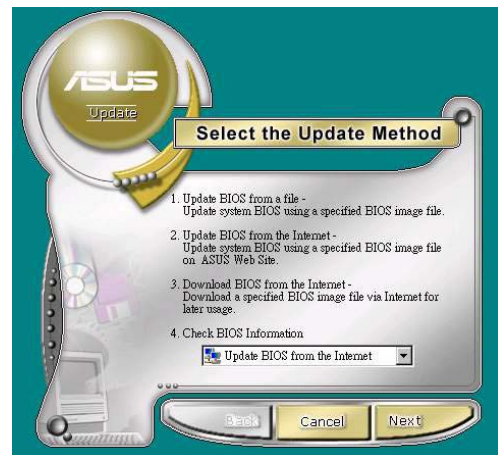 ASUS
Update
Select the Update Method
1. Update BIOS from a file -
Update system BIOS using a specified BIOS image file.
2. Update BIOS from the Internet -
Update system BIOS using a specified BIOS image file
on ASUS Web Site.
3. Download BIOS from the Internet -
Download a specified BIOS image file via Internet for
later usage.
4. Check BIOS Information
Update BIOS from the Internet
Back
Cancel
Next